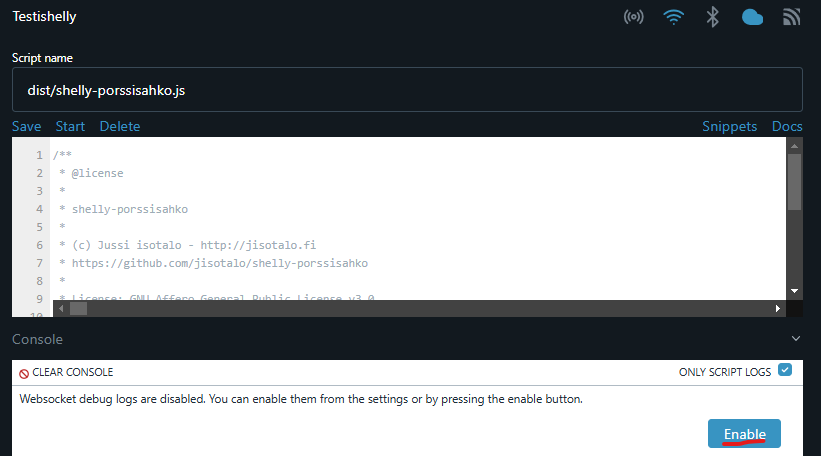 Testishelly
Script name
dist/shelly-porssisahko.js
Save Start Delete Snippets Docs
1 /**
2 * @license
3 *
4 * shelly-porssisahko
5 *
6 * (c) Jussi isotalo - http://jisotalo.fi
7 * https://github.com/jisotalo/shelly-porssisahko
8 *
9 * License: GNU Affero General Public License v3.0
10
Console
CLEAR CONSOLE ONLY SCRIPT LOGS
Websocket debug logs are disabled. You can enable them from the settings or by pressing the enable button.
Enable